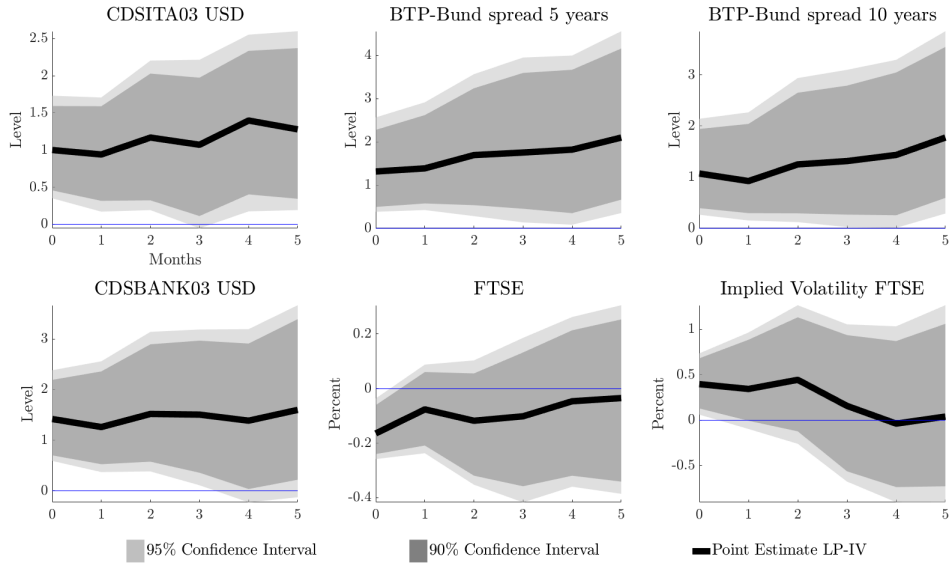 CDSITA03 USD
BTP-Bund spread 5 years
BTP-Bund spread 10 years
2.5
2
1.5
1
0.5
0
Level
0 1 2 3 4 5
Months
4
3
2
1
0
Level
0 1 2 3 4 5
3
2
1
0
Level
0 1 2 3 4 5
CDSBANK03 USD
FTSE
Implied Volatility FTSE
3
2
1
0
Level
0 1 2 3 4 5
0.2
0
-0.2
-0.4
Percent
0 1 2 3 4 5
1
0.5
0
-0.5
Percent
0 1 2 3 4 5
95% Confidence Interval
90% Confidence Interval
Point Estimate LP-IV